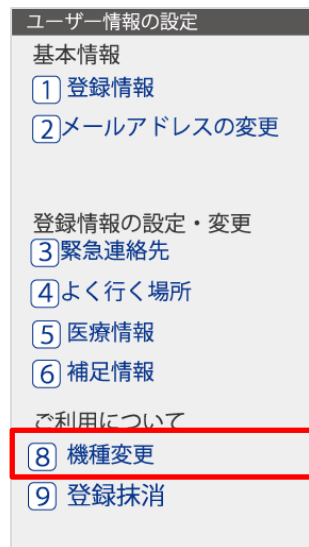 ユーザー情報の設定
基本情報
1 登録情報
2 メールアドレスの変更
登録情報の設定・変更
3 緊急連絡先
4 よく行く場所
5 医療情報
6 補足情報
ご利用について
8 機種変更
9 登録抹消